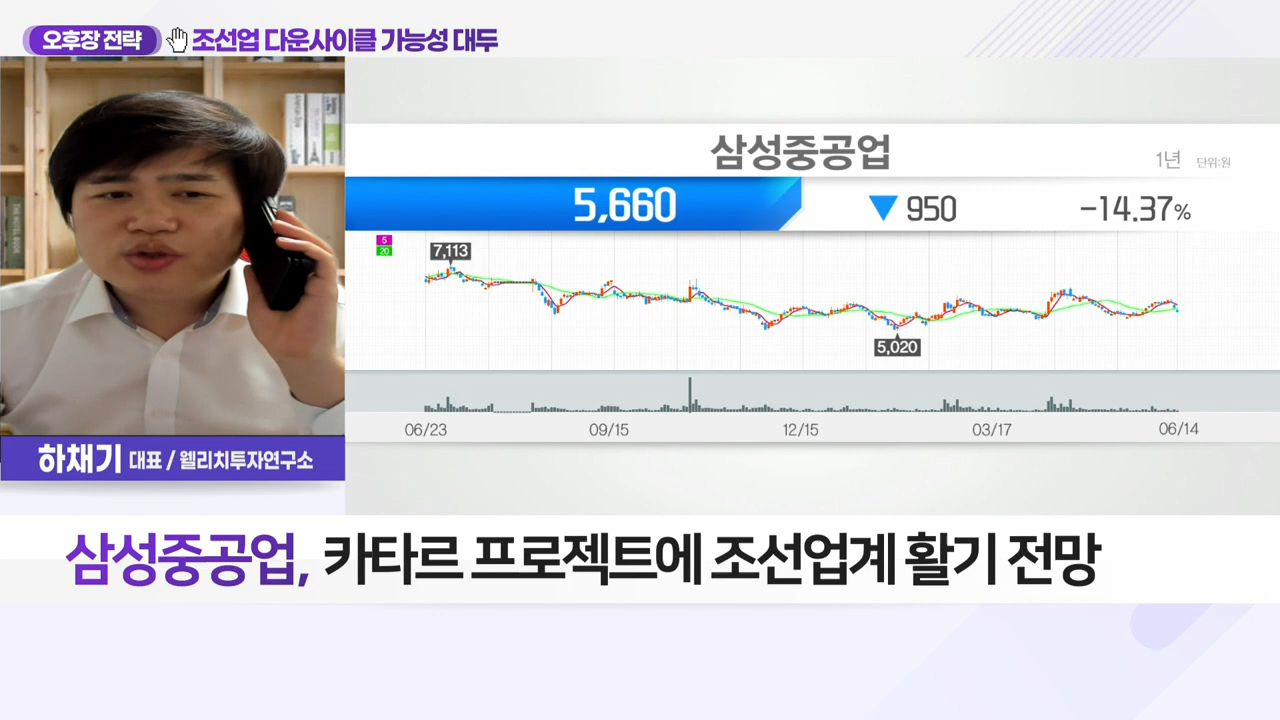 오후장 전략 조선업 다운사이클 가능성 대두
삼성중공업
1년 단위:원
5,660 ▼ 950 -14.37%
5
20
7,113
5,020
06/23 09/15 12/15 03/17 06/14
하채기 대표 / 웰리치투자연구소
삼성중공업, 카타르 프로젝트에 조선업계 활기 전망